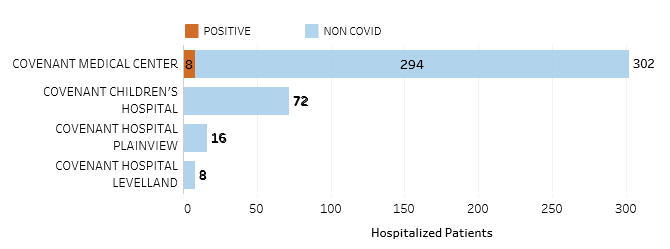 POSITIVE NON COVID
COVENANT MEDICAL CENTER 8 294 302
COVENANT CHILDREN'S
HOSPITAL 72
COVENANT HOSPITAL
PLAINVIEW 16
COVENANT HOSPITAL
LEVELLAND 8
0 50 100 150 200 250 300
Hospitalized Patients